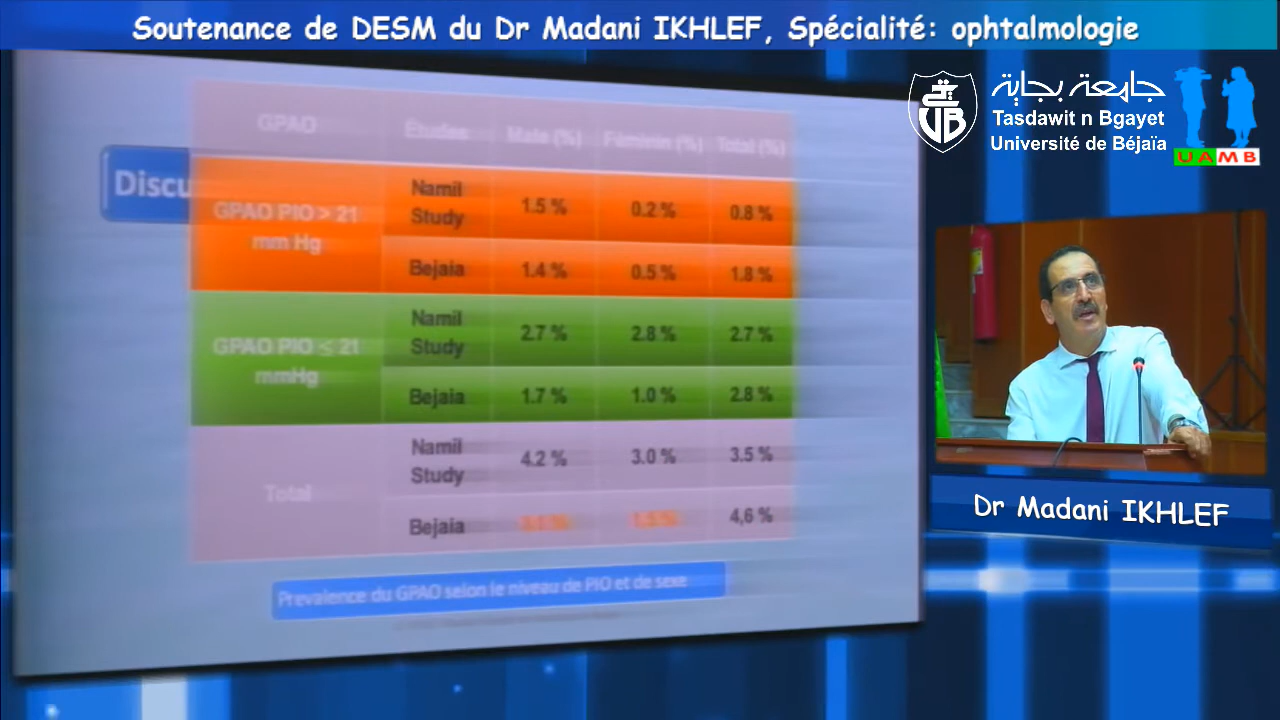 Soutenance de DESM du Dr Madani IKHLEF, Spécialité: ophtalmologie
جامعة بجاية
Tasdawit n Bgayet
Université de Béjaïa
UAMB
Discu
GPAO Etudes Male (%) Féminin (%) Total (%)
GPAO PIO > 21 mm Hg
Namil Study 1.5 % 0.2 % 0.8 %
Bejaia 1.4 % 0.5 % 1.8 %
GPAO PIO ≤ 21 mmHg
Namil Study 2.7 % 2.8 % 2.7 %
Bejaia 1.7 % 1.0 % 2.8 %
Total
Namil Study 4.2 % 3.0 % 3.5 %
Bejaia 4,6 %
Prevalence du GPAO selon le niveau de PIO et de sexe
Dr Madani IKHLEF